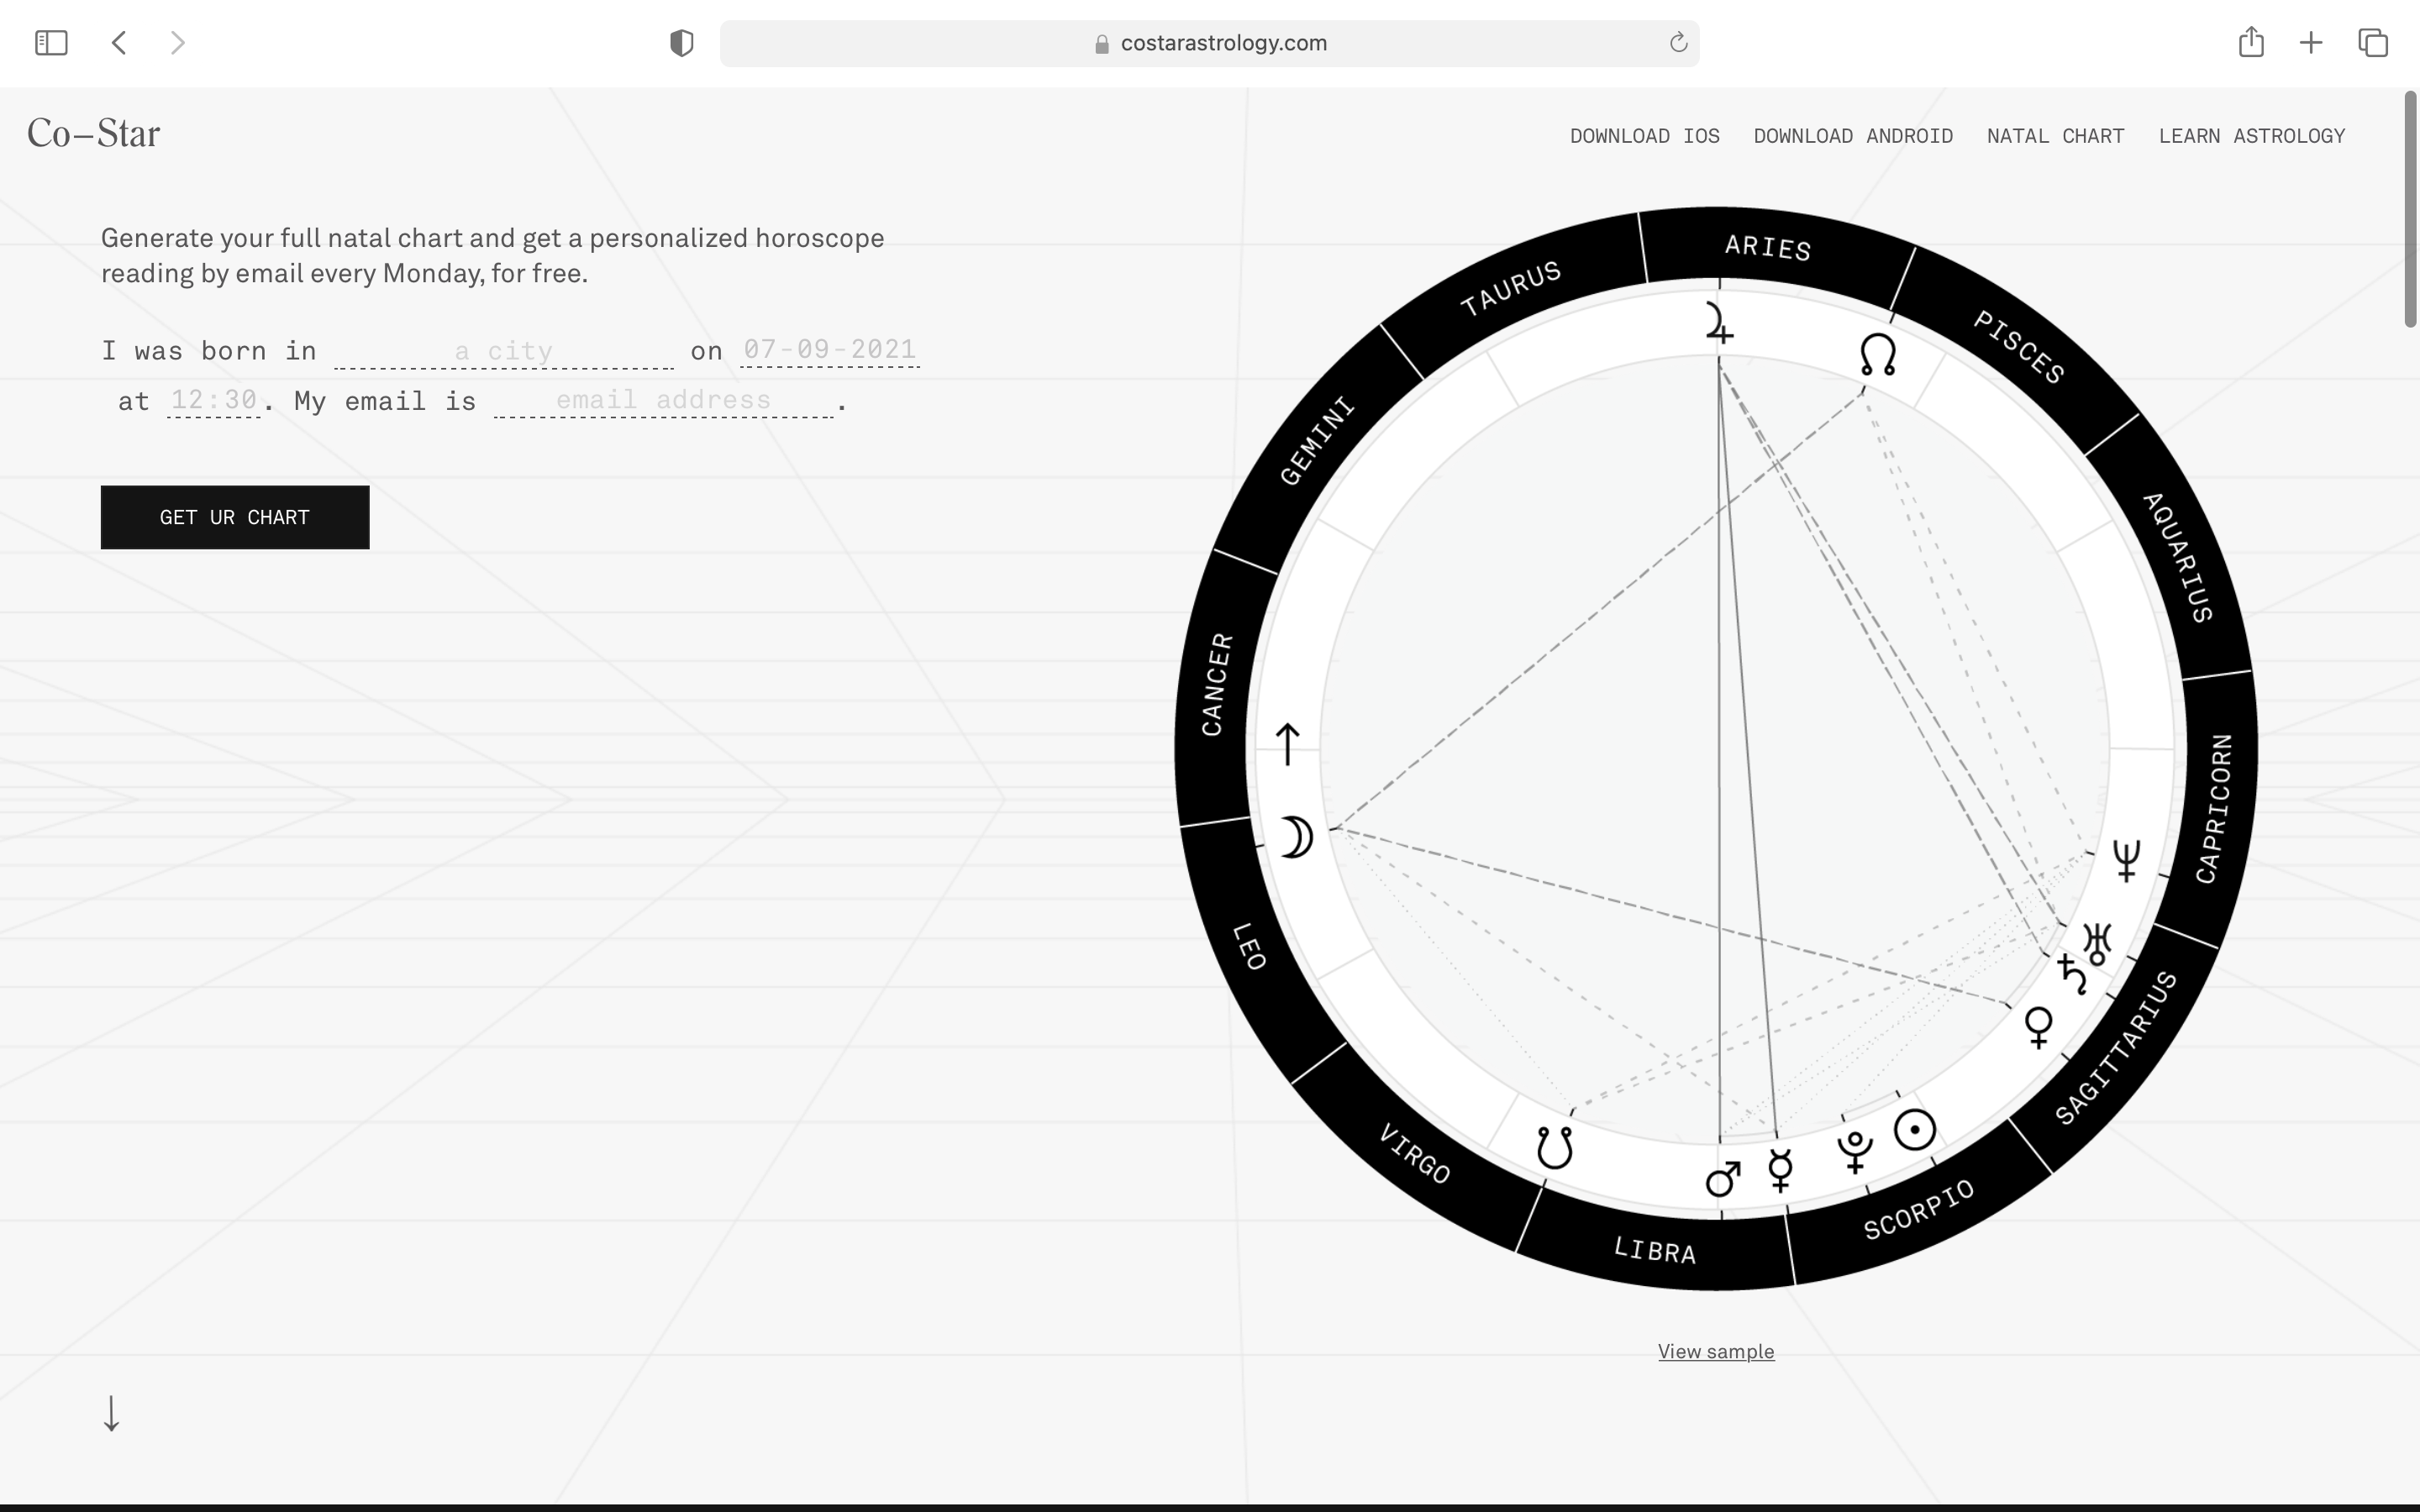 costarastrology.com
Co–Star
DOWNLOAD IOS
DOWNLOAD ANDROID
NATAL CHART
LEARN ASTROLOGY
Generate your full natal chart and get a personalized horoscope
reading by email every Monday, for free.
I was born in a city on 07-09-2021
at 12:30. My email is email address.
GET UR CHART
ARIES
PISCES
AQUARIUS
CAPRICORN
SAGITTARIUS
SCORPIO
LIBRA
VIRGO
LEO
CANCER
GEMINI
TAURUS
View sample